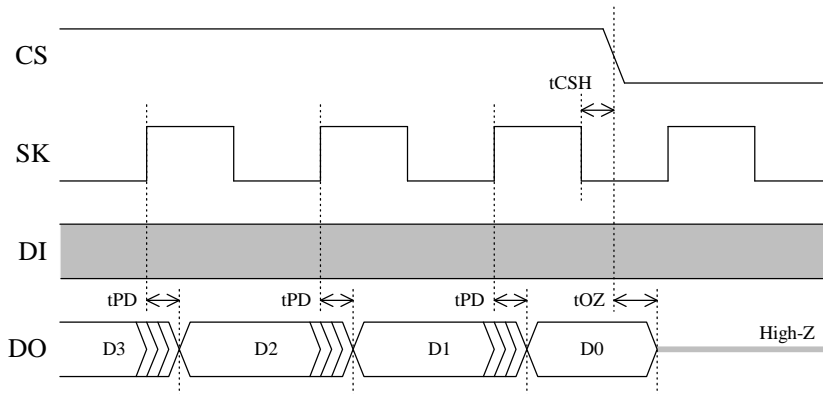 CS
tCSH
SK
DI
tPD tPD tPD tOZ
DO D3 D2 D1 D0 High-Z